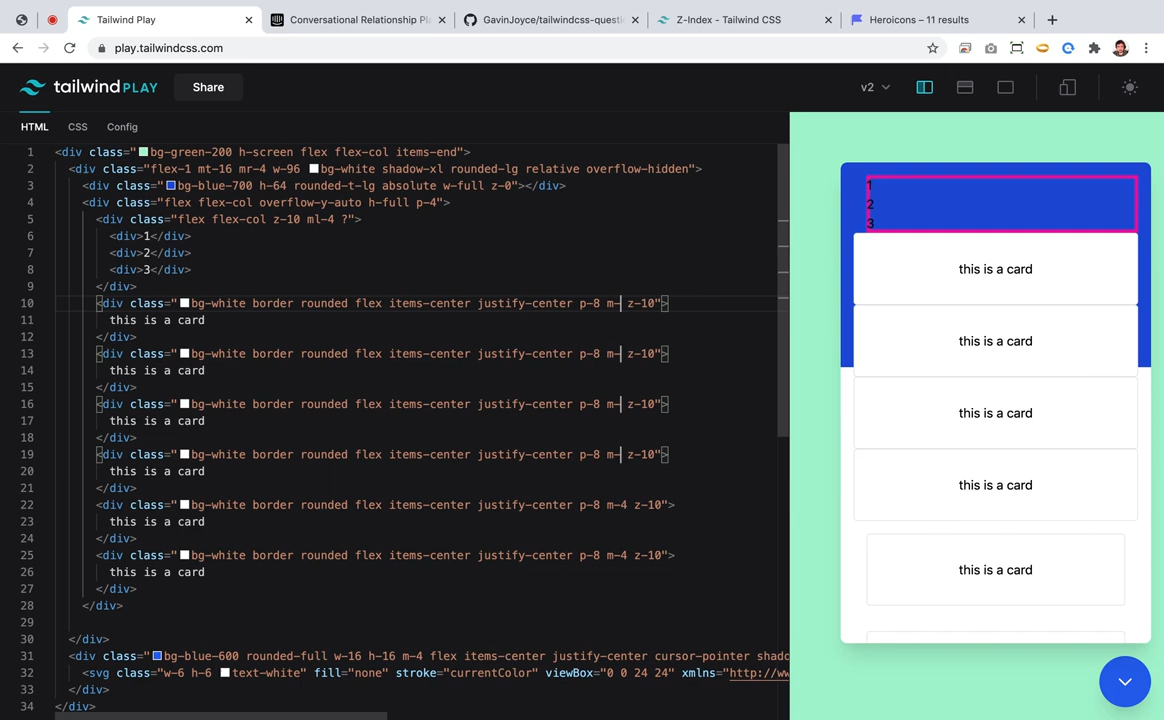 Tailwind Play
Conversational Relationship Pl
GavinJoyce/tailwindcss-questi
Z-Index - Tailwind CSS
Heroicons – 11 results
play.tailwindcss.com
tailwind PLAY
Share
v2
HTML CSS Config
1 <div class="bg-green-200 h-screen flex flex-col items-end">
2 <div class="flex-1 mt-16 mr-4 w-96 bg-white shadow-xl rounded-lg relative overflow-hidden">
3 <div class="bg-blue-700 h-64 rounded-t-lg absolute w-full z-0"></div>
4 <div class="flex flex-col overflow-y-auto h-full p-4">
5 <div class="flex flex-col z-10 ml-4 ?">
6 <div>1</div>
7 <div>2</div>
8 <div>3</div>
9 </div>
10 <div class="bg-white border rounded flex items-center justify-center p-8 m- z-10">
11 this is a card
12 </div>
13 <div class="bg-white border rounded flex items-center justify-center p-8 m- z-10">
14 this is a card
15 </div>
16 <div class="bg-white border rounded flex items-center justify-center p-8 m- z-10">
17 this is a card
18 </div>
19 <div class="bg-white border rounded flex items-center justify-center p-8 m- z-10">
20 this is a card
21 </div>
22 <div class="bg-white border rounded flex items-center justify-center p-8 m-4 z-10">
23 this is a card
24 </div>
25 <div class="bg-white border rounded flex items-center justify-center p-8 m-4 z-10">
26 this is a card
27 </div>
28 </div>
29
30 </div>
31 <div class="bg-blue-600 rounded-full w-16 h-16 m-4 flex items-center justify-center cursor-pointer shado
32 <svg class="w-6 h-6 text-white" fill="none" stroke="currentColor" viewBox="0 0 24 24" xmlns="http://ww
33 </div>
34 </div>
1
2
3
this is a card
this is a card
this is a card
this is a card
this is a card